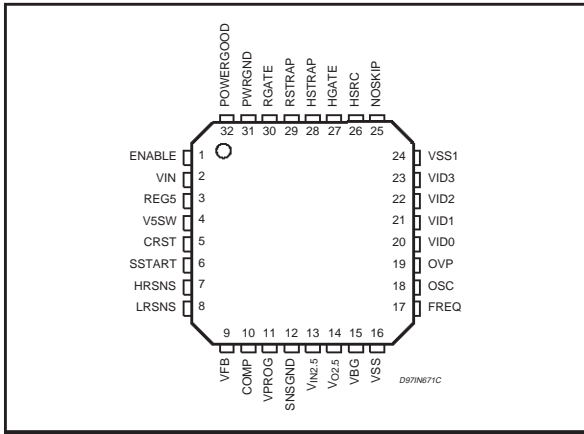 POWERGOOD
PWRGND
RGATE
RSTRAP
HSTRAP
HGATE
HSRC
NOSKIP
32 31 30 29 28 27 26 25
ENABLE 1
VIN 2
REG5 3
V5SW 4
CRST 5
SSTART 6
HRSNS 7
LRSNS 8
24 VSS1
23 VID3
22 VID2
21 VID1
20 VID0
19 OVP
18 OSC
17 FREQ
9 10 11 12 13 14 15 16
VFB
COMP
VPROG
SNSGND
VIN2.5
VO2.5
VBG
VSS
D97IN671C